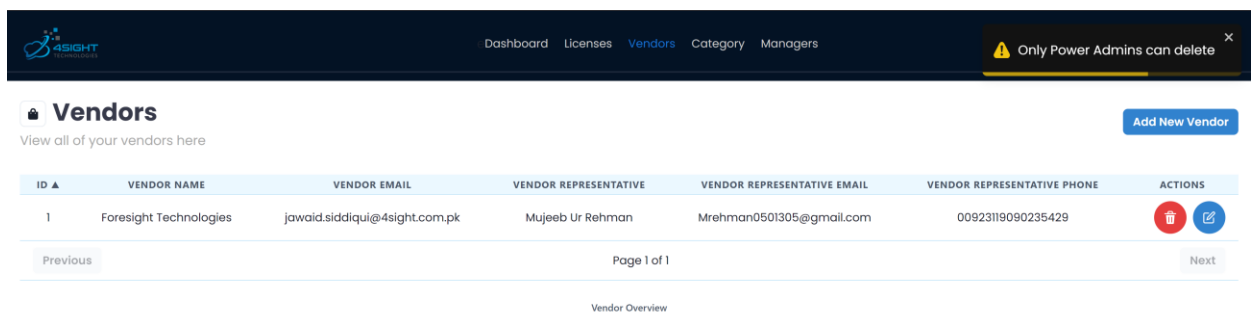 4SIGHT
TECHNOLOGIES
Dashboard Licenses Vendors Category Managers
Only Power Admins can delete
Vendors
View all of your vendors here
Add New Vendor
ID ▲ VENDOR NAME VENDOR EMAIL VENDOR REPRESENTATIVE VENDOR REPRESENTATIVE EMAIL VENDOR REPRESENTATIVE PHONE ACTIONS
1 Foresight Technologies jawaid.siddiqui@4sight.com.pk Mujeeb Ur Rehman Mrehman0501305@gmail.com 00923119090235429
Previous Page 1 of 1 Next
Vendor Overview